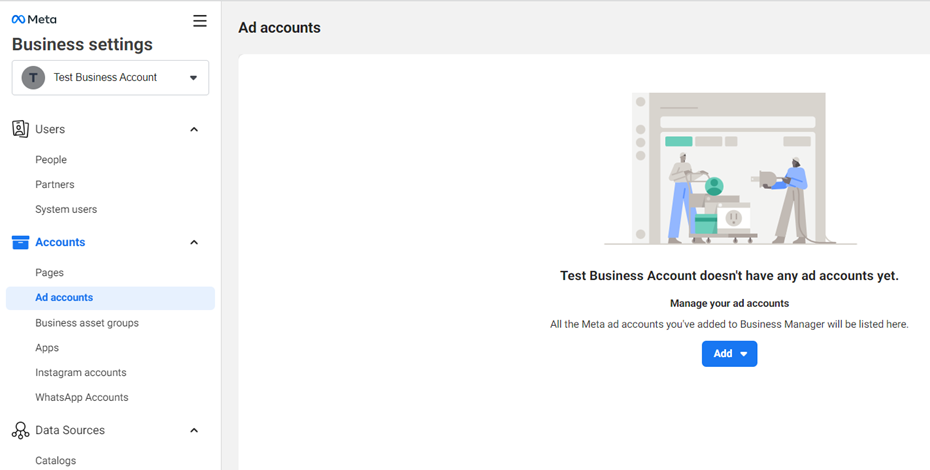 Meta
Business settings
T
Test Business Account
Users
People
Partners
System users
Accounts
Pages
Ad accounts
Business asset groups
Apps
Instagram accounts
WhatsApp Accounts
Data Sources
Catalogs
Ad accounts
Test Business Account doesn't have any ad accounts yet.
Manage your ad accounts
All the Meta ad accounts you've added to Business Manager will be listed here.
Add